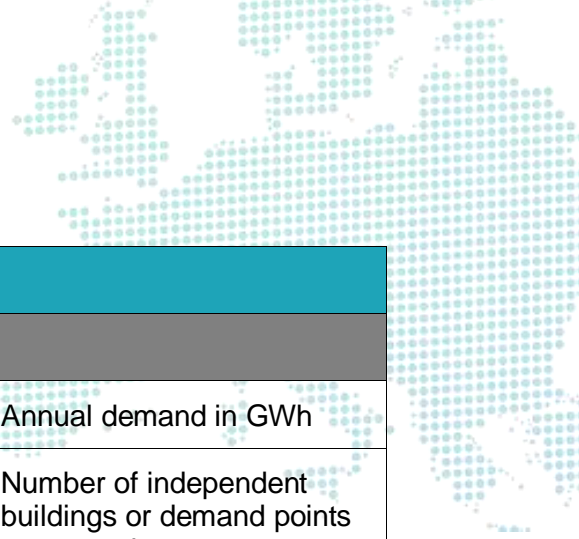 Annual demand in GWh
Number of independent
buildings or demand points